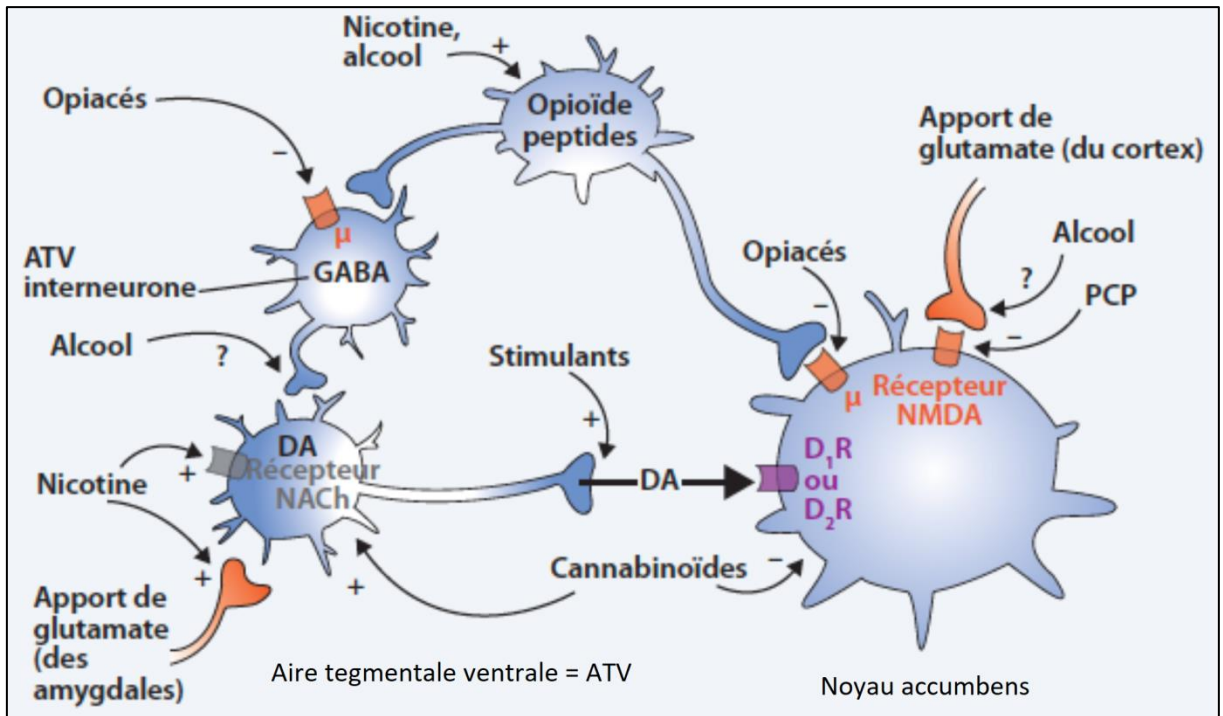 Nicotine,
alcool
+
Opiacés
−
Opioïde
peptides
Apport de
glutamate (du cortex)
µ
GABA
ATV
interneurone
Opiacés
−
Alcool
?
PCP
−
Alcool
?
Stimulants
+
µ
Récepteur
NMDA
DA
Récepteur
NACh
Nicotine
+
+
DA
D1R
ou
D2R
Cannabinoïdes
−
+
Apport de
glutamate
(des
amygdales)
Aire tegmentale ventrale = ATV
Noyau accumbens